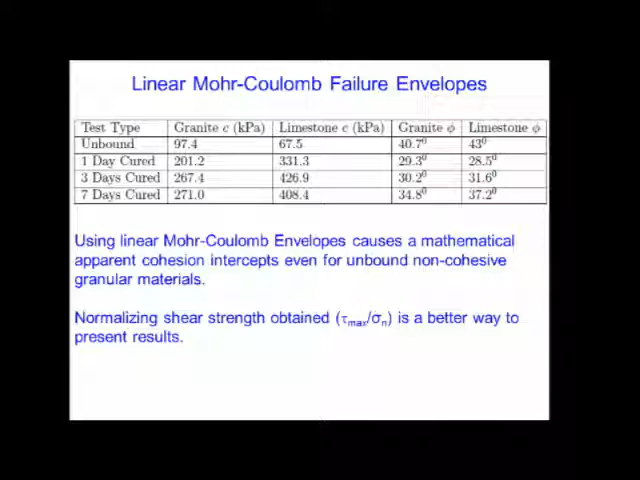 Linear Mohr-Coulomb Failure Envelopes
Test Type Granite c (kPa) Limestone c (kPa) Granite ϕ Limestone ϕ
Unbound 97.4 67.5 40.7⁰ 43⁰
1 Day Cured 201.2 331.3 29.3⁰ 28.5⁰
3 Days Cured 267.4 426.9 30.2⁰ 31.6⁰
7 Days Cured 271.0 408.4 34.8⁰ 37.2⁰
Using linear Mohr-Coulomb Envelopes causes a mathematical
apparent cohesion intercepts even for unbound non-cohesive
granular materials.
Normalizing shear strength obtained (τmax/σn) is a better way to
present results.